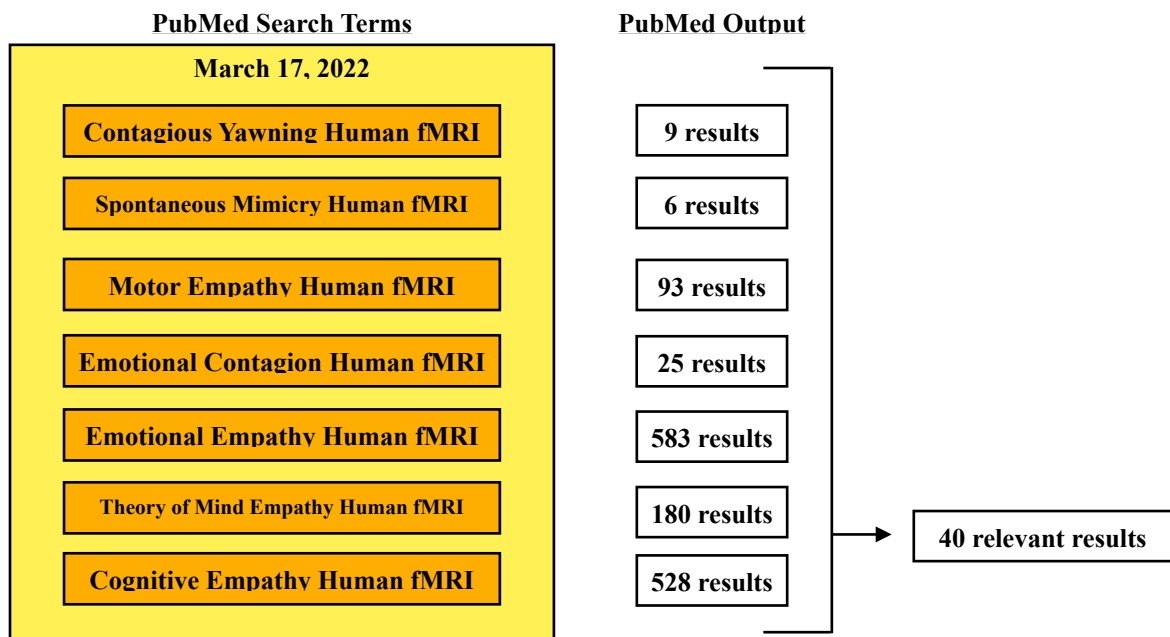 PubMed Search Terms
PubMed Output
March 17, 2022
Contagious Yawning Human fMRI
9 results
Spontaneous Mimicry Human fMRI
6 results
Motor Empathy Human fMRI
93 results
Emotional Contagion Human fMRI
25 results
Emotional Empathy Human fMRI
583 results
Theory of Mind Empathy Human fMRI
180 results
40 relevant results
Cognitive Empathy Human fMRI
528 results